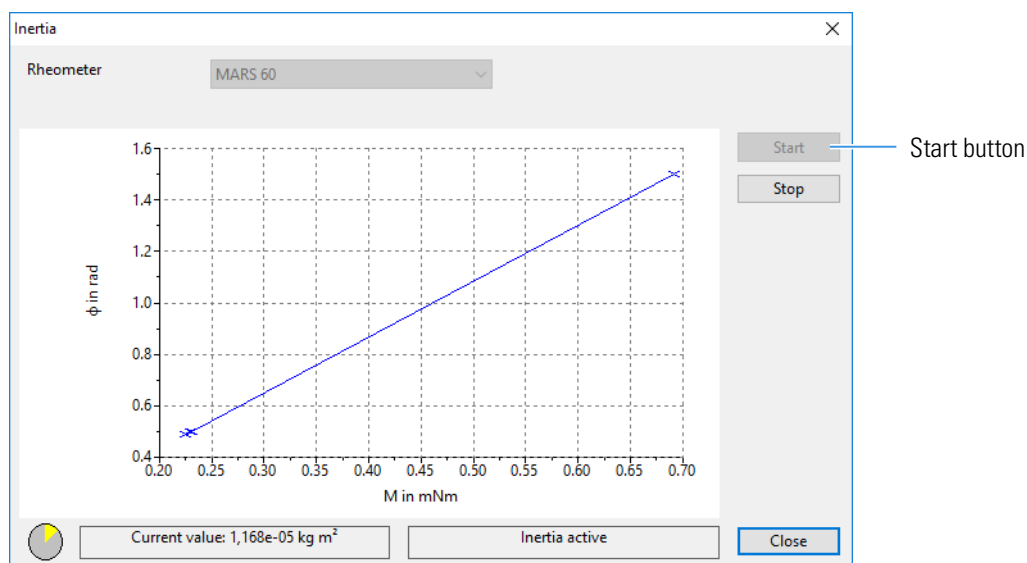 Inertia
Rheometer
MARS 60
Start
Start button
Stop
1.6
1.4
1.2
1.0
0.8
0.6
0.4
ϕ in rad
0.20 0.25 0.30 0.35 0.40 0.45 0.50 0.55 0.60 0.65 0.70
M in mNm
Current value: 1,168e-05 kg m²
Inertia active
Close